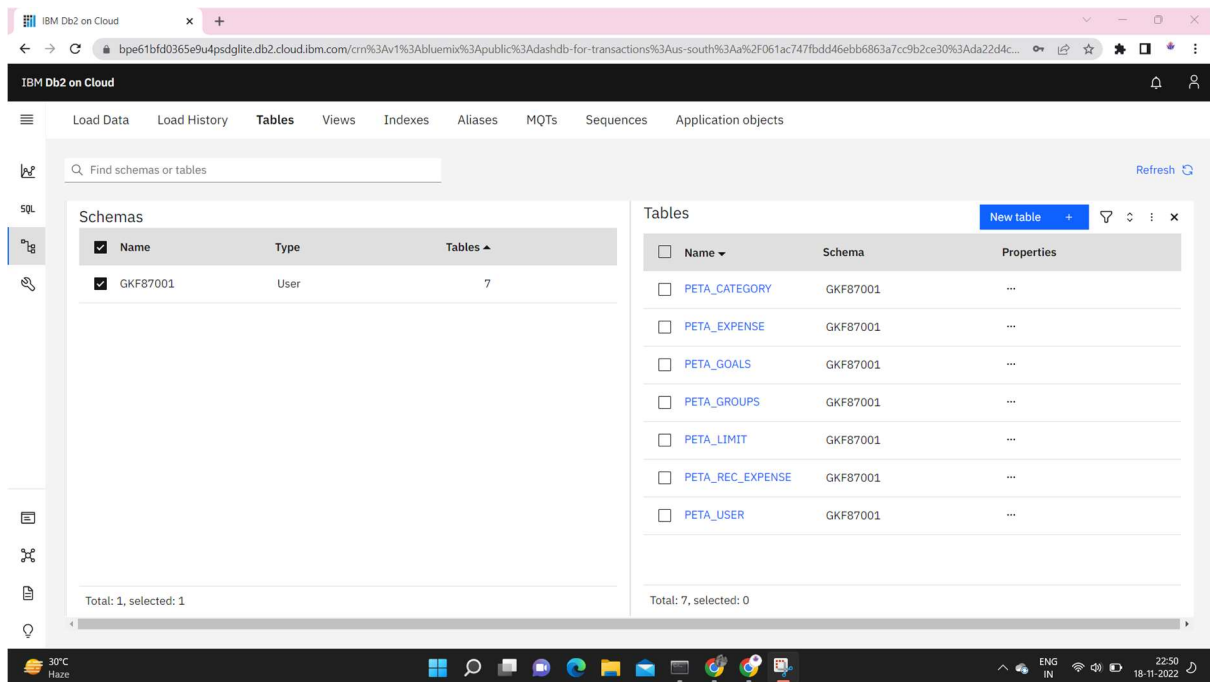 IBM Db2 on Cloud
bpe61bfd0365e9u4psdglite.db2.cloud.ibm.com/crn%3Av1%3Abluemix%3Apublic%3Adashdb-for-transactions%3Aus-south%3Aa%2F061ac747fbdd46ebb6863a7cc9b2ce30%3Ada22d4c...
IBM Db2 on Cloud
Load Data Load History Tables Views Indexes Aliases MQTs Sequences Application objects
Find schemas or tables
Refresh
SQL
Schemas
Name Type Tables
GKF87001 User 7
Total: 1, selected: 1
Tables
New table +
Name Schema Properties
PETA_CATEGORY GKF87001 ...
PETA_EXPENSE GKF87001 ...
PETA_GOALS GKF87001 ...
PETA_GROUPS GKF87001 ...
PETA_LIMIT GKF87001 ...
PETA_REC_EXPENSE GKF87001 ...
PETA_USER GKF87001 ...
Total: 7, selected: 0
30°C
Haze
ENG
IN
22:50
18-11-2022